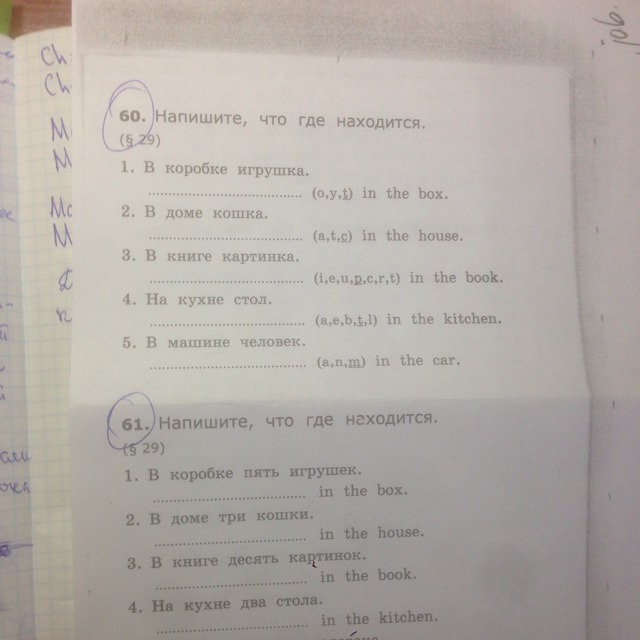 60. Напишите, что где находится.
(§ 29)
1. В коробке игрушка.
.................................. (o,y,t) in the box.
2. В доме кошка.
.................................. (a,t,c) in the house.
3. В книге картинка.
.................................. (i,e,u,p,c,r,t) in the book.
4. На кухне стол.
.................................. (a,e,b,t,l) in the kitchen.
5. В машине человек.
.................................. (a,n,m) in the car.
61. Напишите, что где находится.
(§ 29)
1. В коробке пять игрушек.
.................................. in the box.
2. В доме три кошки.
.................................. in the house.
3. В книге десять картинок.
.................................. in the book.
4. На кухне два стола.
.................................. in the kitchen.